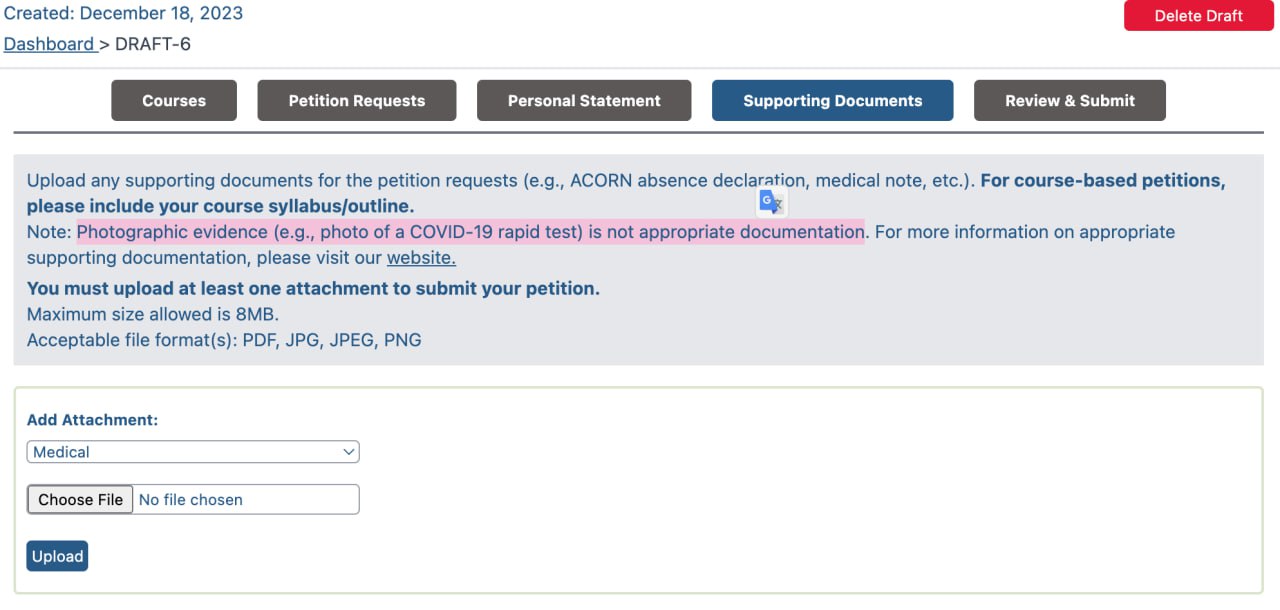 Created: December 18, 2023
Delete Draft
Dashboard > DRAFT-6
Courses
Petition Requests
Personal Statement
Supporting Documents
Review & Submit
Upload any supporting documents for the petition requests (e.g., ACORN absence declaration, medical note, etc.). For course-based petitions,
please include your course syllabus/outline.
Note: Photographic evidence (e.g., photo of a COVID-19 rapid test) is not appropriate documentation. For more information on appropriate
supporting documentation, please visit our website.
You must upload at least one attachment to submit your petition.
Maximum size allowed is 8MB.
Acceptable file format(s): PDF, JPG, JPEG, PNG
Add Attachment:
Medical
Choose File No file chosen
Upload